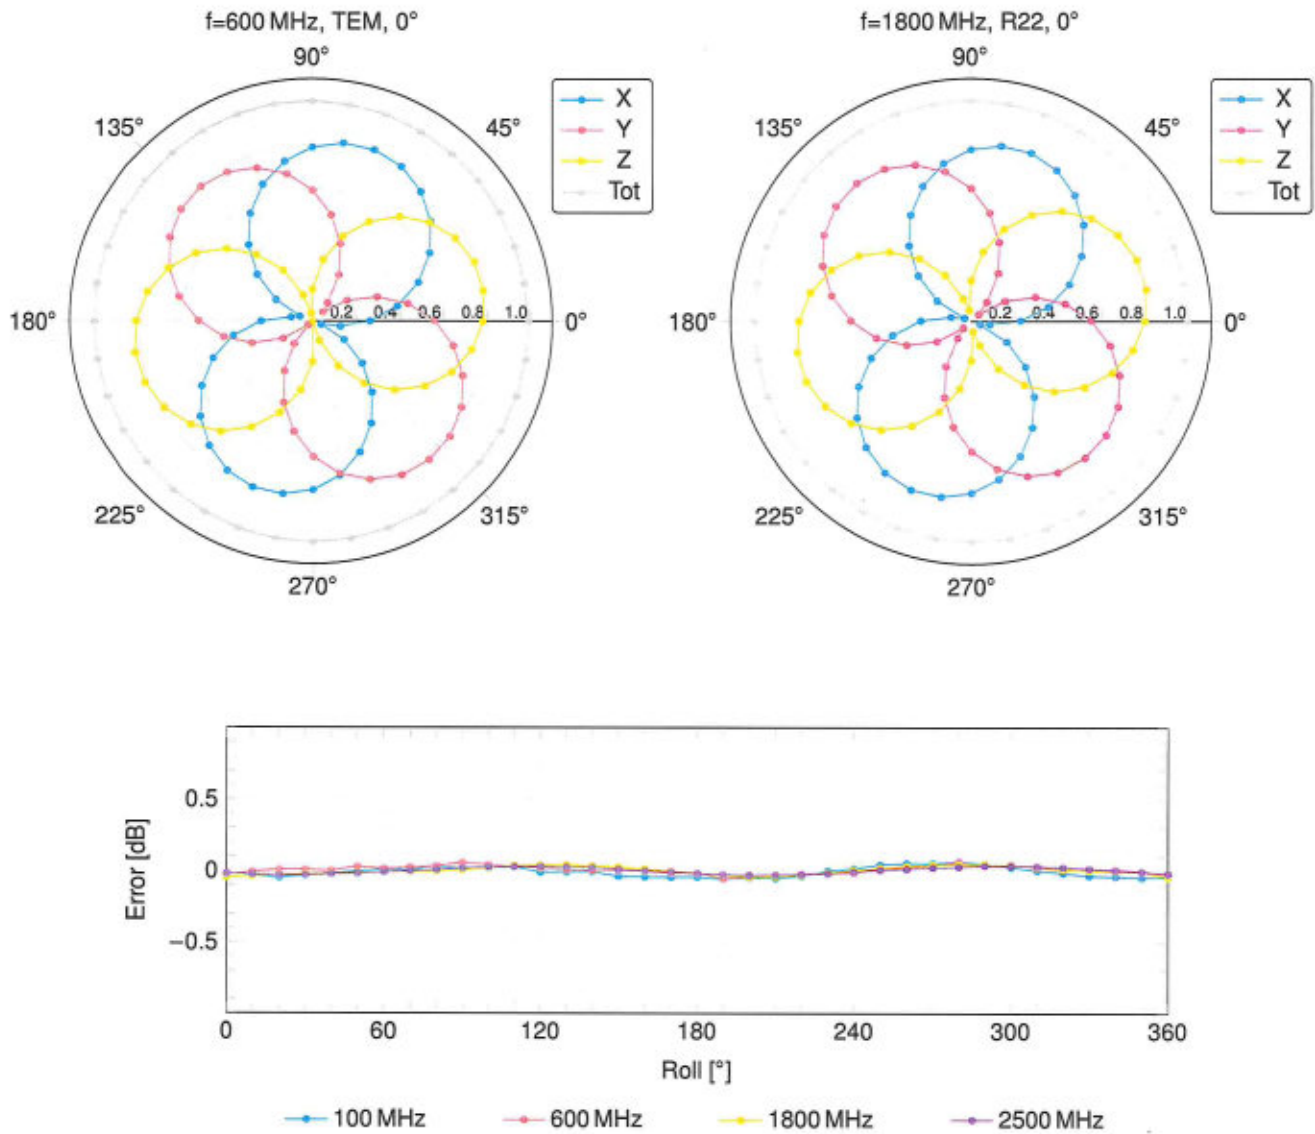 f=600 MHz, TEM, 0°
90°
135°
45°
180°
0°
225°
315°
270°
0.2 0.4 0.6 0.8 1.0
X
Y
Z
Tot
f=1800 MHz, R22, 0°
90°
135°
45°
180°
0°
225°
315°
270°
0.2 0.4 0.6 0.8 1.0
X
Y
Z
Tot
Error [dB]
0.5
0
−0.5
0 60 120 180 240 300 360
Roll [°]
100 MHz 600 MHz 1800 MHz 2500 MHz